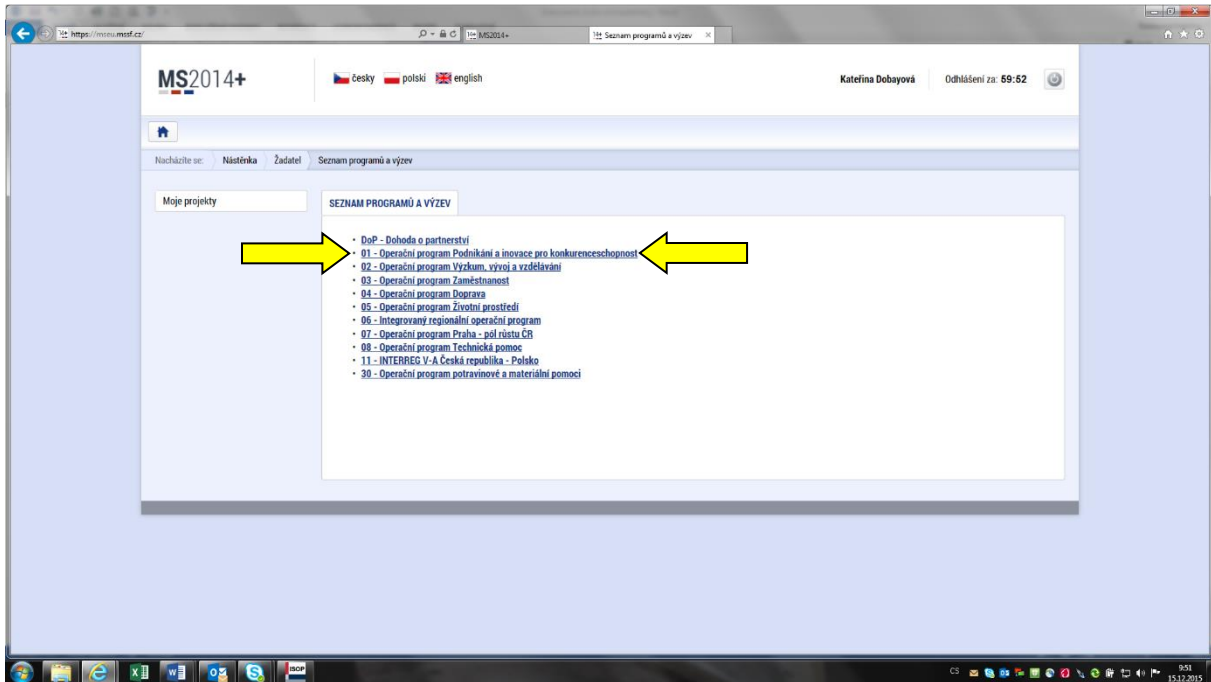 https://mseu.mssf.cz/
MS2014+
Seznam programů a výzev
MS2014+
česky
polski
english
Kateřina Dobayová
Odhlášení za: 59:52
Nacházíte se:
Nástěnka
Žadatel
Seznam programů a výzev
Moje projekty
SEZNAM PROGRAMŮ A VÝZEV
DoP - Dohoda o partnerství
01 - Operační program Podnikání a inovace pro konkurenceschopnost
02 - Operační program Výzkum, vývoj a vzdělávání
03 - Operační program Zaměstnanost
04 - Operační program Doprava
05 - Operační program Životní prostředí
06 - Integrovaný regionální operační program
07 - Operační program Praha - pól růstu ČR
08 - Operační program Technická pomoc
11 - INTERREG V-A Česká republika - Polsko
30 - Operační program potravinové a materiální pomoci
ISOP
CS
9:51
15.12.2015